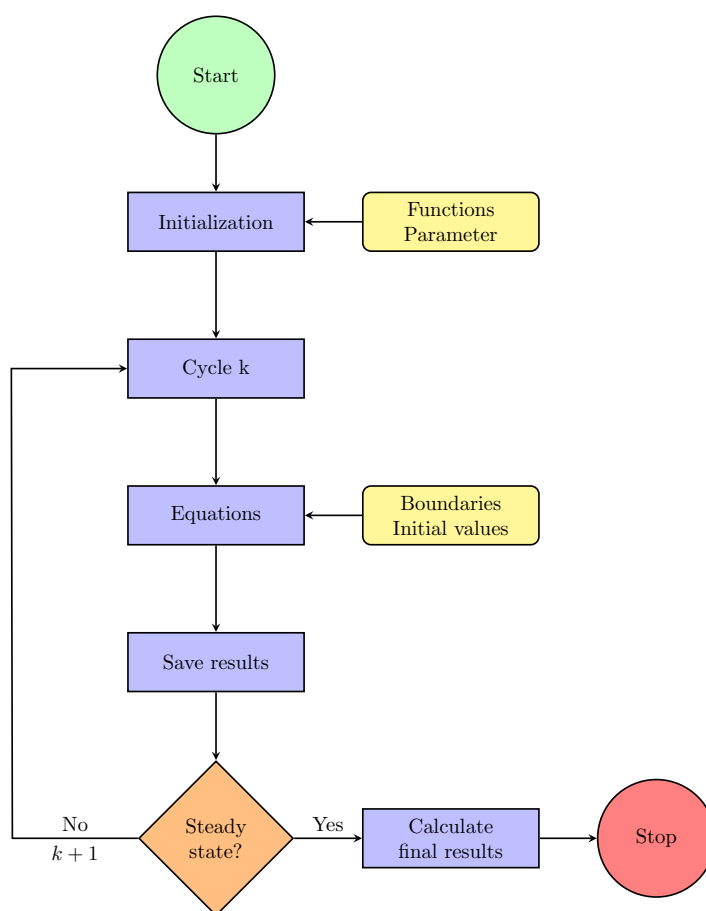 Start
Initialization
Functions
Parameter
Cycle k
Equations
Boundaries
Initial values
Save results
No
k + 1
Steady
state?
Yes
Calculate
final results
Stop